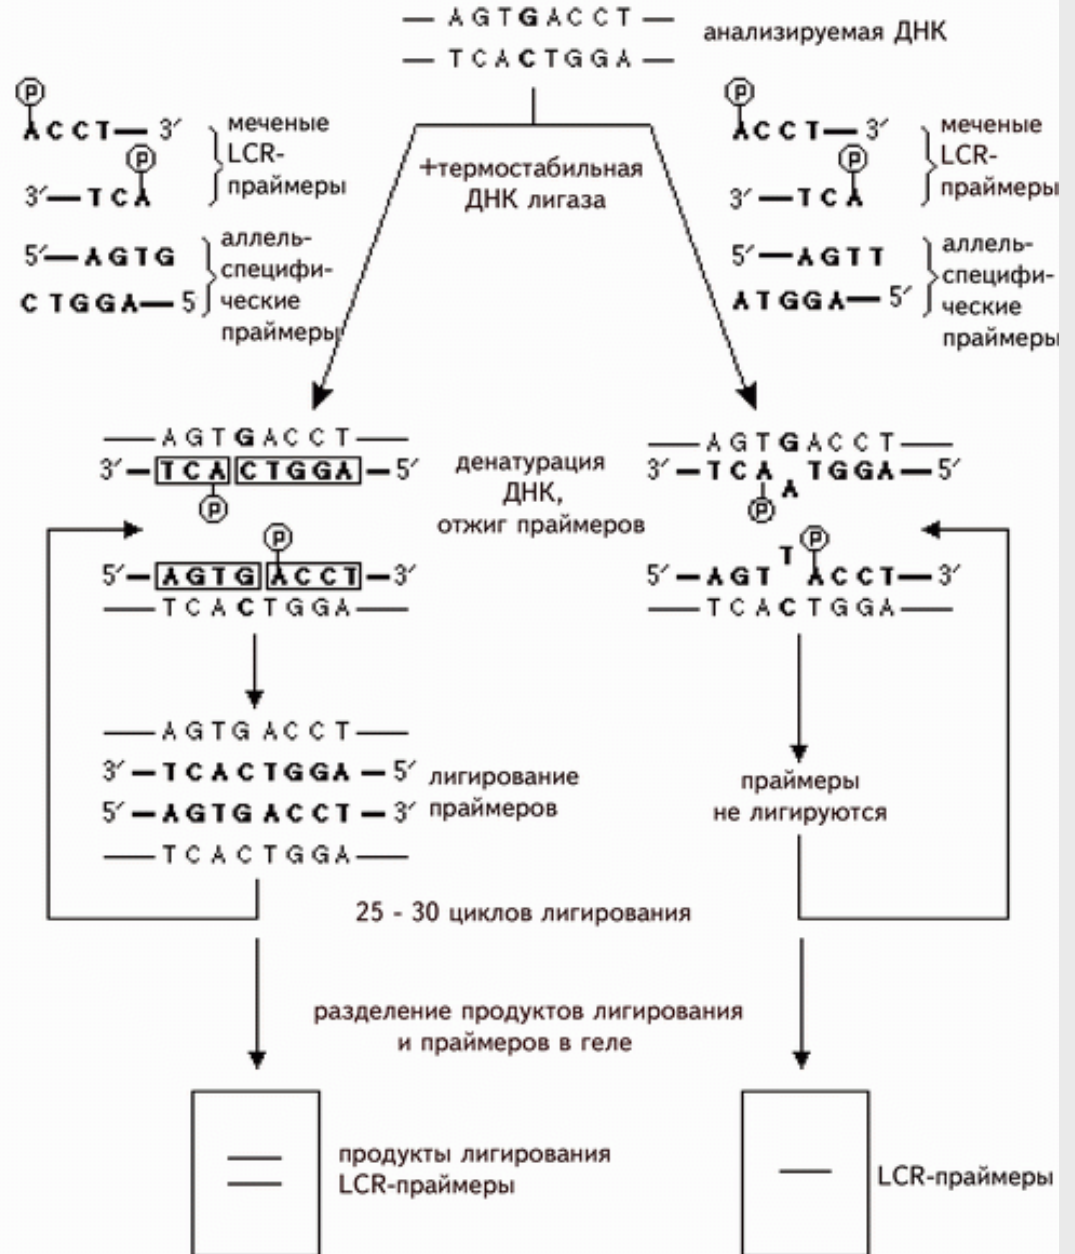 — A G T G A C C T —
— T C A C T G G A —
анализируемая ДНК
P
A C C T — 3′
P
3′ — T C A
меченые
LCR-
праймеры
5′ — A G T G
C T G G A — 5
аллель-
специфи-
ческие
праймеры
+термостабильная
ДНК лигаза
P
A C C T — 3′
P
3′ — T C A
меченые
LCR-
праймеры
5′ — A G T T
A T G G A — 5′
аллель-
специфи-
ческие
праймеры
— A G T G A C C T —
3′ — T C A C T G G A — 5′
P
P
5′ — A G T G A C C T — 3′
— T C A C T G G A —
денатурация
ДНК,
отжиг праймеров
— A G T G A C C T —
3′ — T C A T G G A — 5′
A
P
P
T
5′ — A G T A C C T — 3′
— T C A C T G G A —
— A G T G A C C T —
3′ — T C A C T G G A — 5′
5′ — A G T G A C C T — 3′
— T C A C T G G A —
лигирование
праймеров
праймеры
не лигируются
25 - 30 циклов лигирования
разделение продуктов лигирования
и праймеров в геле
продукты лигирования
LCR-праймеры
LCR-праймеры